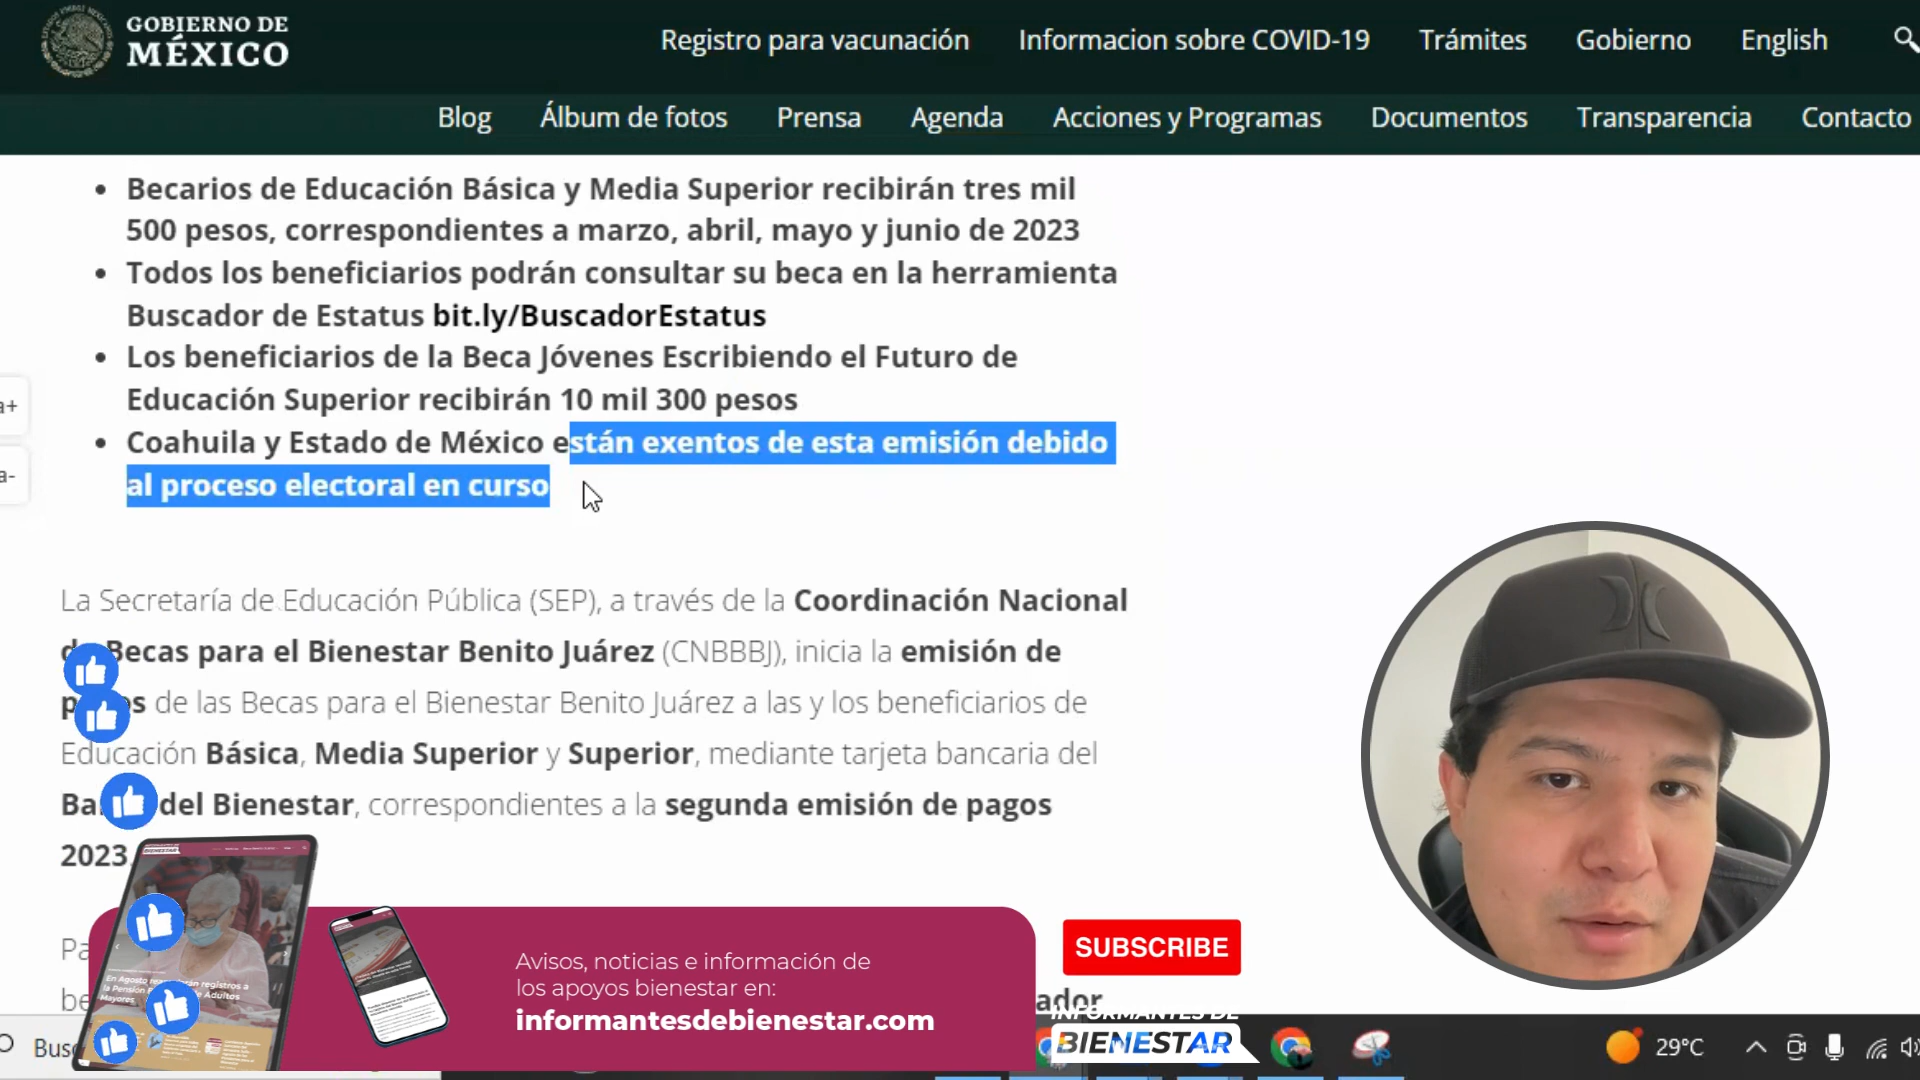 GOBIERNO DE
MÉXICO
Registro para vacunación Informacion sobre COVID-19 Trámites Gobierno English
Blog Álbum de fotos Prensa Agenda Acciones y Programas Documentos Transparencia Contacto
Becarios de Educación Básica y Media Superior recibirán tres mil
500 pesos, correspondientes a marzo, abril, mayo y junio de 2023
Todos los beneficiarios podrán consultar su beca en la herramienta
Buscador de Estatus bit.ly/BuscadorEstatus
Los beneficiarios de la Beca Jóvenes Escribiendo el Futuro de
Educación Superior recibirán 10 mil 300 pesos
Coahuila y Estado de México están exentos de esta emisión debido
al proceso electoral en curso
a+
a-
La Secretaría de Educación Pública (SEP), a través de la Coordinación Nacional
Becas para el Bienestar Benito Juárez (CNBBBJ), inicia la emisión de
de las Becas para el Bienestar Benito Juárez a las y los beneficiarios de
Educación Básica, Media Superior y Superior, mediante tarjeta bancaria del
del Bienestar, correspondientes a la segunda emisión de pagos
2023.
Avisos, noticias e información de
los apoyos bienestar en:
informantesdebienestar.com
SUBSCRIBE
INFORMANTES DE
BIENESTAR
29°C